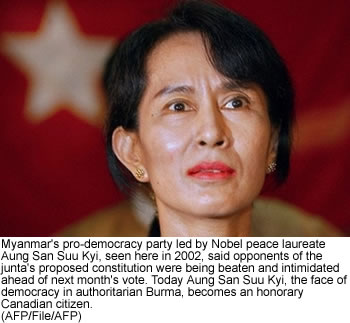 Myanmar's pro-democracy party led by Nobel peace laureate
Aung San Suu Kyi, seen here in 2002, said opponents of the
junta's proposed constitution were being beaten and intimidated
ahead of next month's vote. Today Aung San Suu Kyi, the face of
democracy in authoritarian Burma, becomes an honorary
Canadian citizen.
(AFP/File/AFP)